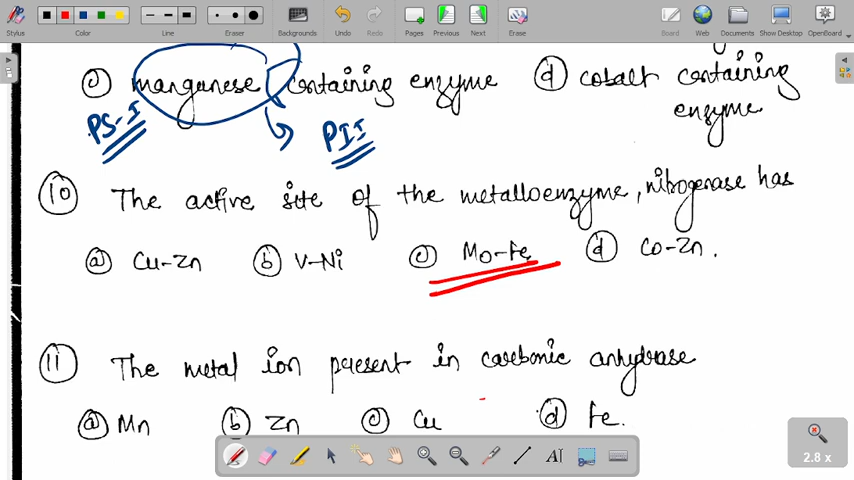 Stylus
Color
Line
Eraser
Backgrounds
Undo
Redo
Pages
Previous
Next
Erase
Board
Web
Documents
Show Desktop
OpenBoard
c manganese containing enzyme d cobalt containing
enzyme
PS-I PII
10 The active site of the metalloenzyme, nitrogenase has
a Cu-Zn b V-Ni c Mo-Fe d Co-Zn.
11 The metal ion present in carbonic anhydrase
a Mn b Zn c Cu d Fe.
2.8 x